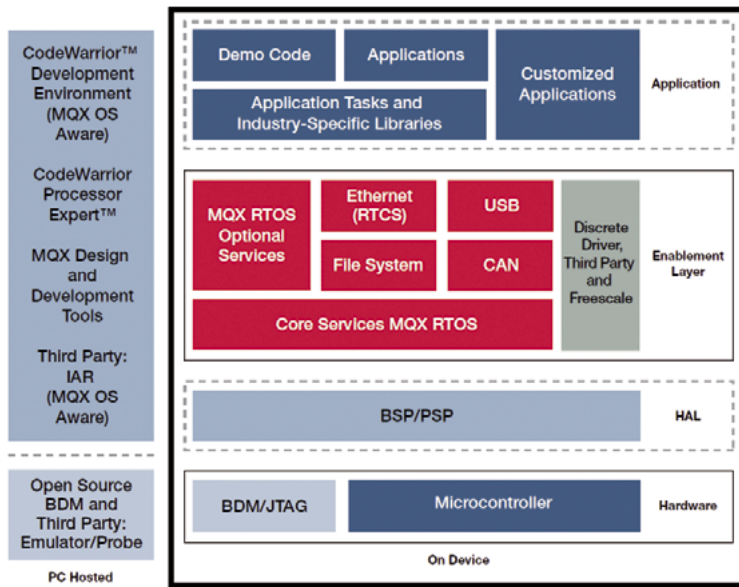 CodeWarrior™
Development
Environment
(MQX OS
Aware)
CodeWarrior
Processor
Expert™
MQX Design
and
Development
Tools
Third Party:
IAR
(MQX OS
Aware)
Open Source
BDM and
Third Party:
Emulator/Probe
PC Hosted
Demo Code
Applications
Customized
Applications
Application Tasks and
Industry-Specific Libraries
Application
MQX RTOS
Optional
Services
Ethernet
(RTCS)
USB
File System
CAN
Core Services MQX RTOS
Discrete
Driver,
Third Party
and
Freescale
Enablement
Layer
BSP/PSP
HAL
BDM/JTAG
Microcontroller
Hardware
On Device